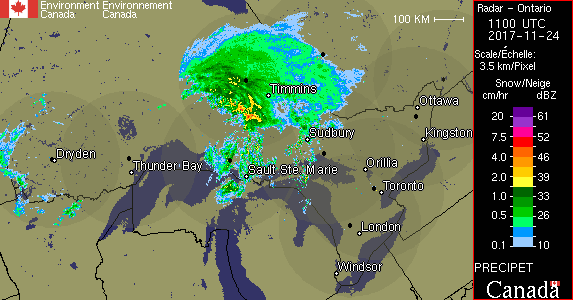 Environment Environnement
Canada Canada
100 KM
Timmins
Ottawa
Sudbury
Kingston
Dryden
Thunder Bay
Sault Ste. Marie
Orillia
Toronto
London
Windsor
Radar - Ontario
1100 UTC
2017-11-24
Scale/Échelle:
3.5 km/Pixel
Snow/Neige
cm/hr dBZ
20 61
7.5 52
4.0 46
2.0 39
1.0 33
0.5 26
0.1 10
PRECIPET
Canada